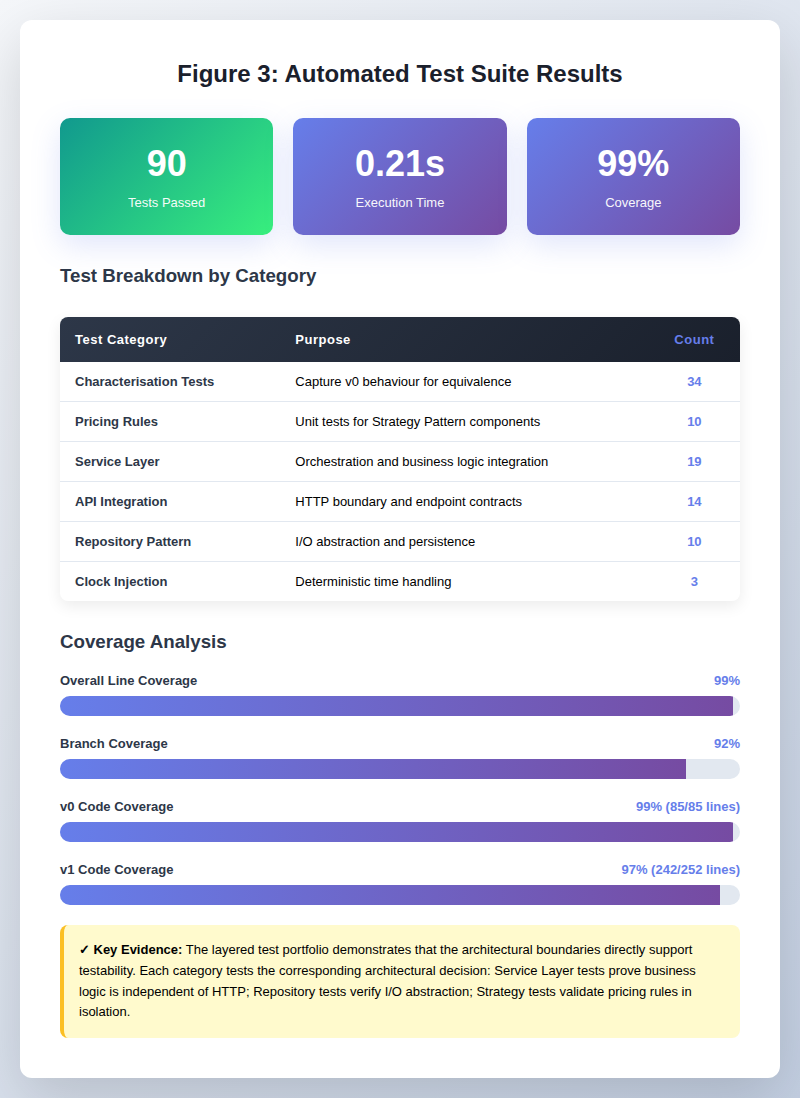 Figure 3: Automated Test Suite Results
90
Tests Passed
0.21s
Execution Time
99%
Coverage
Test Breakdown by Category
Test Category Purpose Count
Characterisation Tests Capture v0 behaviour for equivalence 34
Pricing Rules Unit tests for Strategy Pattern components 10
Service Layer Orchestration and business logic integration 19
API Integration HTTP boundary and endpoint contracts 14
Repository Pattern I/O abstraction and persistence 10
Clock Injection Deterministic time handling 3
Coverage Analysis
Overall Line Coverage 99%
Branch Coverage 92%
v0 Code Coverage 99% (85/85 lines)
v1 Code Coverage 97% (242/252 lines)
✓ Key Evidence: The layered test portfolio demonstrates that the architectural boundaries directly support
testability. Each category tests the corresponding architectural decision: Service Layer tests prove business
logic is independent of HTTP; Repository tests verify I/O abstraction; Strategy tests validate pricing rules in
isolation.